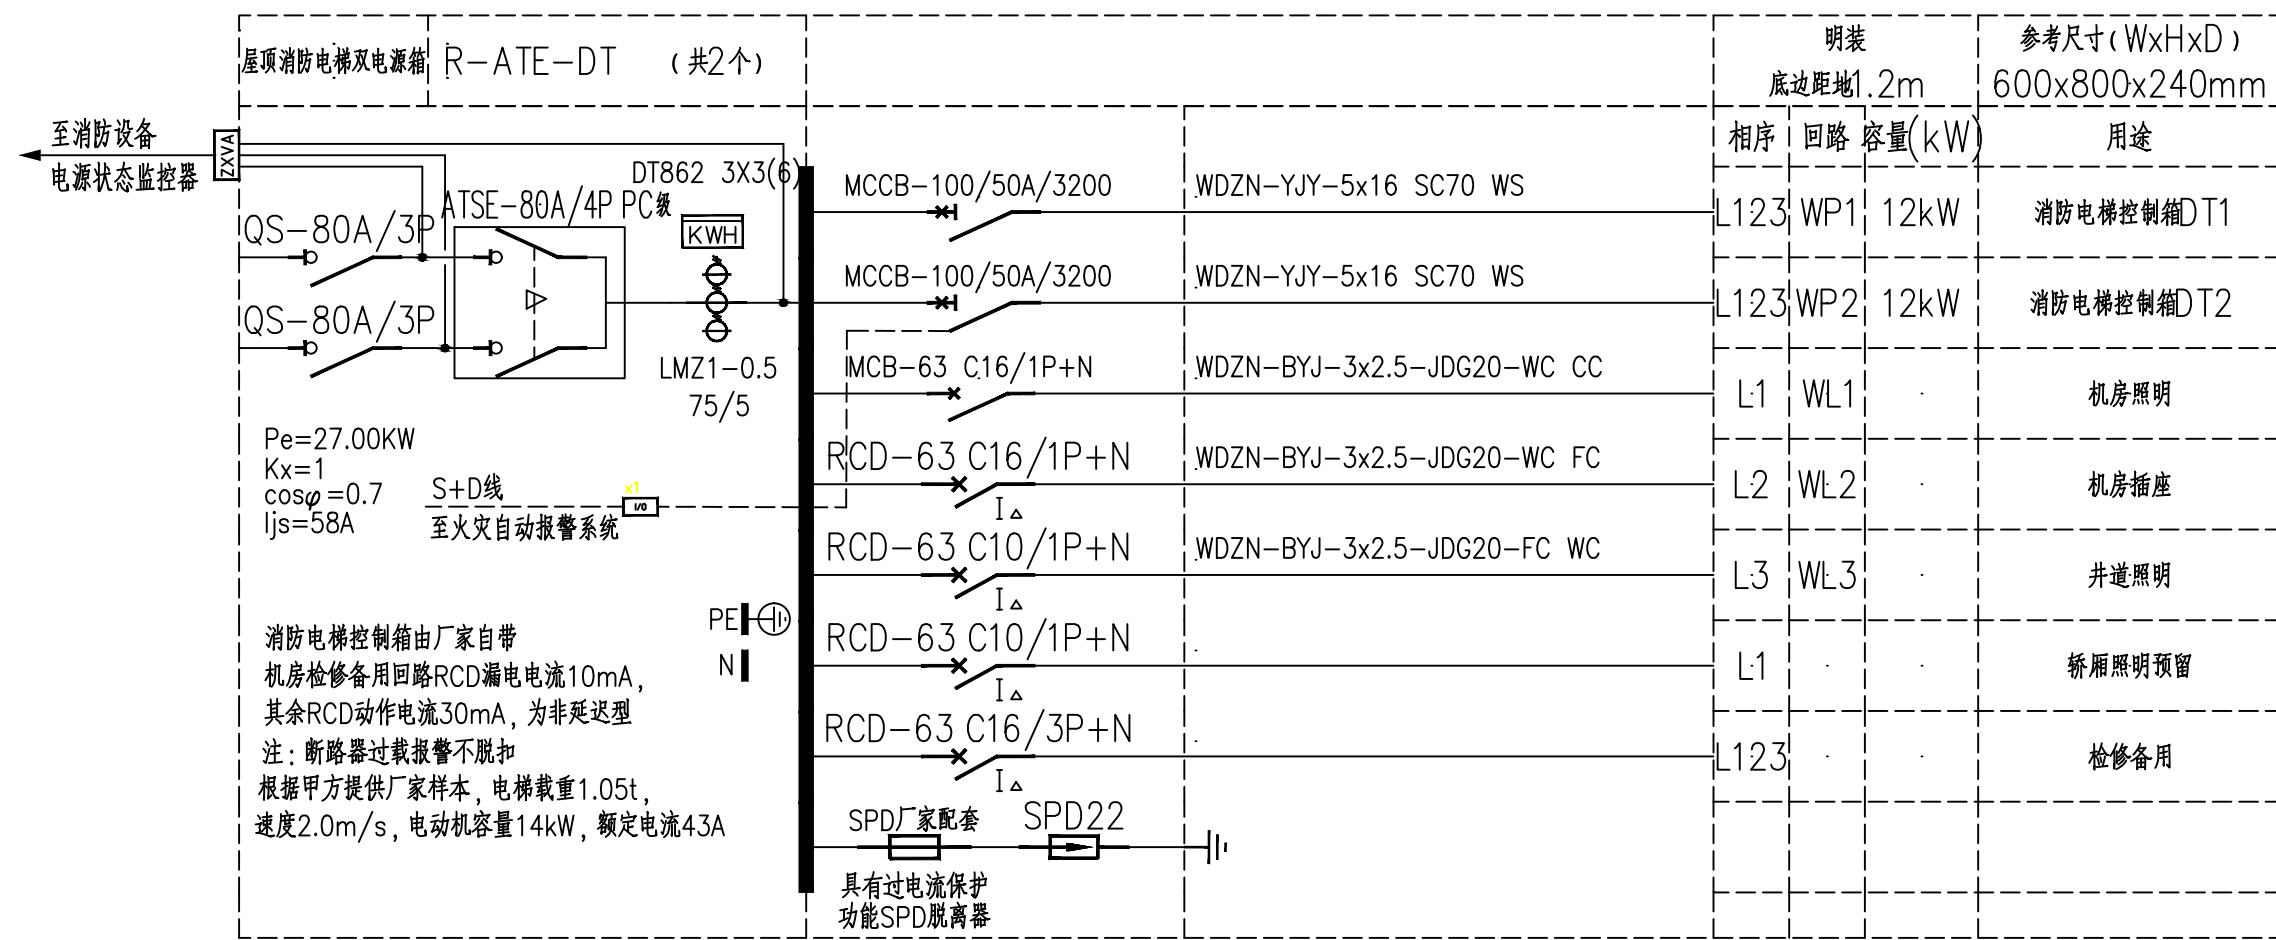 屋顶消防电梯双电源箱 R-ATE-DT (共2个)
明装
底边距地1.2m
参考尺寸(WxHxD)
600x800x240mm
相序 回路 容量(kW) 用途
至消防设备
电源状态监控器
ZXVA
QS-80A/3P
QS-80A/3P
ATSE-80A/4P PC级
DT862 3X3(6)
KWH
LMZ1-0.5
75/5
MCCB-100/50A/3200 WDZN-YJY-5x16 SC70 WS L123 WP1 12kW 消防电梯控制箱DT1
MCCB-100/50A/3200 WDZN-YJY-5x16 SC70 WS L123 WP2 12kW 消防电梯控制箱DT2
MCB-63 C16/1P+N WDZN-BYJ-3x2.5-JDG20-WC CC L1 WL1 机房照明
RCD-63 C16/1P+N WDZN-BYJ-3x2.5-JDG20-WC FC L2 WL2 机房插座
I△
RCD-63 C10/1P+N WDZN-BYJ-3x2.5-JDG20-FC WC L3 WL3 井道照明
I△
RCD-63 C10/1P+N L1 轿厢照明预留
I△
RCD-63 C16/3P+N L123 检修备用
I△
Pe=27.00KW
Kx=1
cosφ=0.7
Ijs=58A
S+D线
x1
I/O
至火灾自动报警系统
PE
N
消防电梯控制箱由厂家自带
机房检修备用回路RCD漏电电流10mA,
其余RCD动作电流30mA, 为非延迟型
注: 断路器过载报警不脱扣
根据甲方提供厂家样本, 电梯载重1.05t,
速度2.0m/s, 电动机容量14kW, 额定电流43A
SPD厂家配套 SPD22
具有过电流保护
功能SPD脱离器